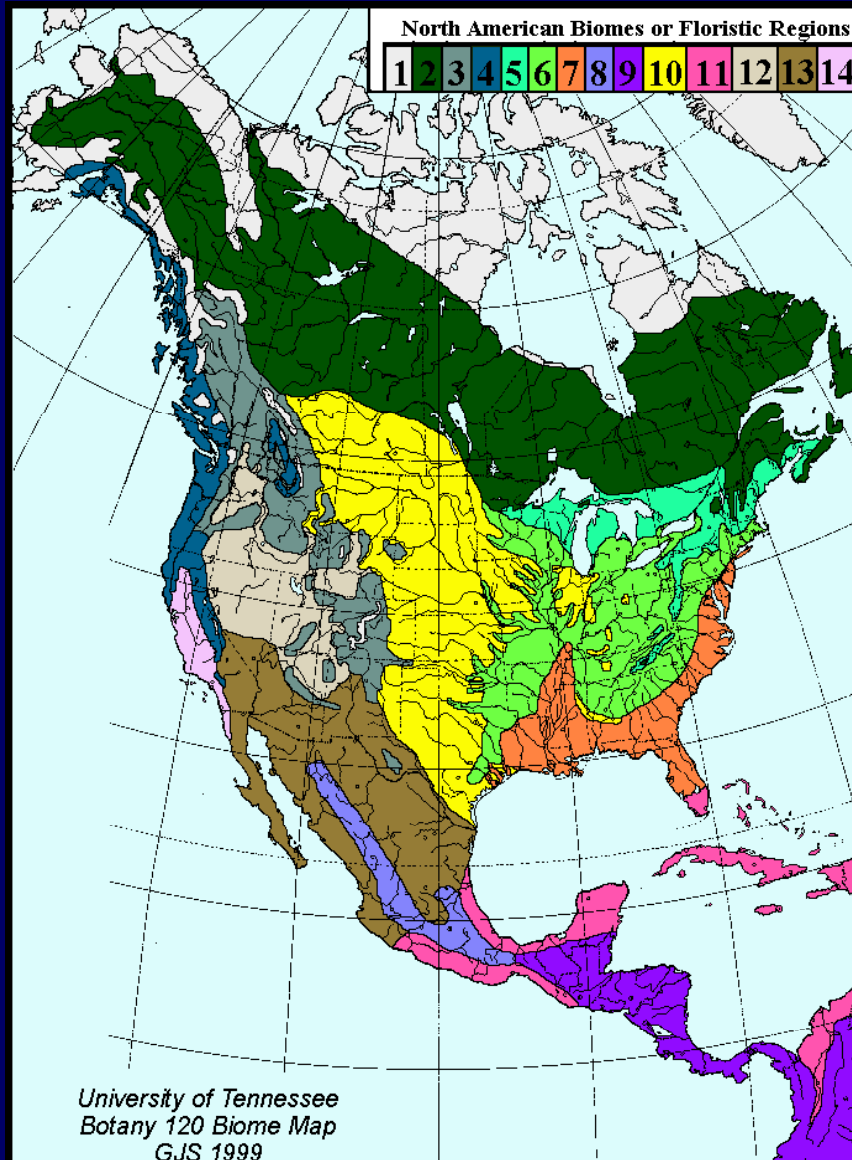 North American Biomes or Floristic Regions
1 2 3 4 5 6 7 8 9 10 11 12 13 14
University of Tennessee
Botany 120 Biome Map
GJS 1999